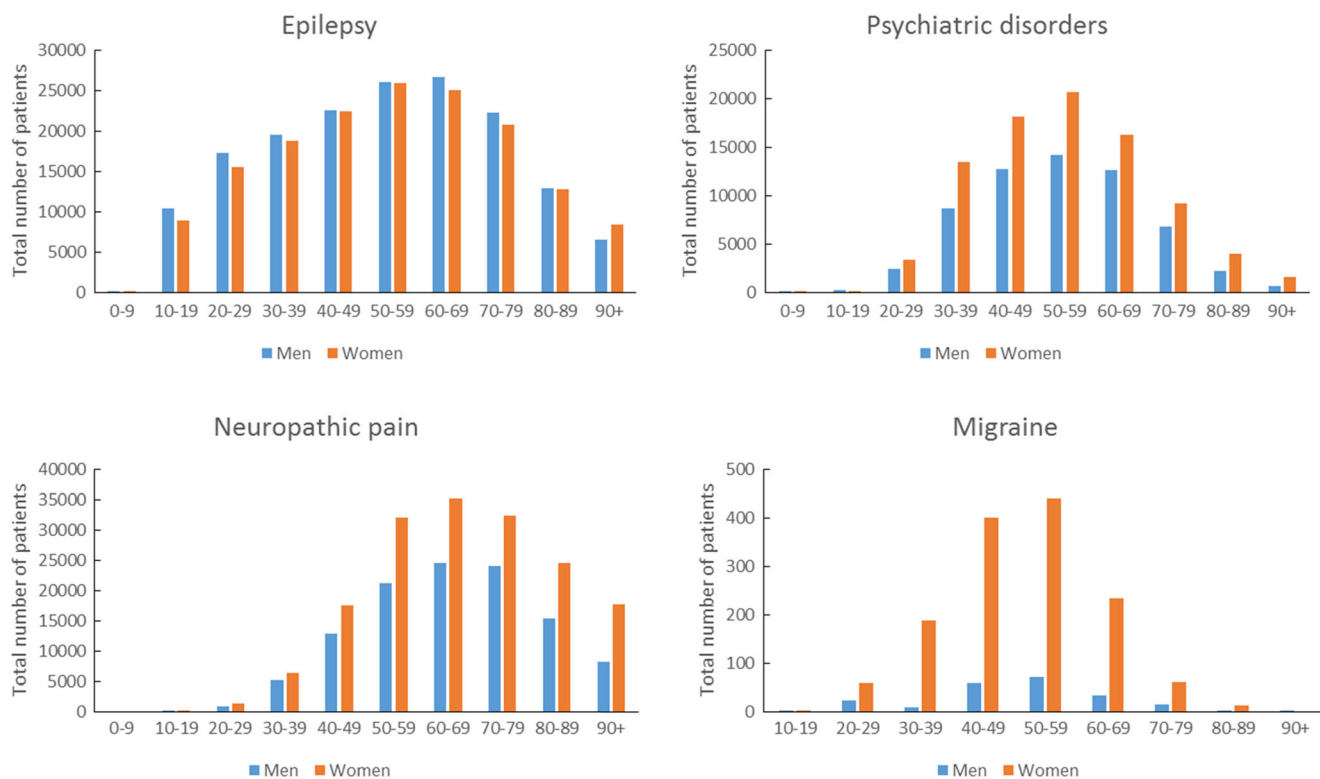 Epilepsy
Total number of patients
30000
25000
20000
15000
10000
5000
0
0-9 10-19 20-29 30-39 40-49 50-59 60-69 70-79 80-89 90+
Men Women
Psychiatric disorders
Total number of patients
25000
20000
15000
10000
5000
0
0-9 10-19 20-29 30-39 40-49 50-59 60-69 70-79 80-89 90+
Men Women
Neuropathic pain
Total number of patients
40000
35000
30000
25000
20000
15000
10000
5000
0
0-9 10-19 20-29 30-39 40-49 50-59 60-69 70-79 80-89 90+
Men Women
Migraine
Total number of patients
500
400
300
200
100
0
10-19 20-29 30-39 40-49 50-59 60-69 70-79 80-89 90+
Men Women